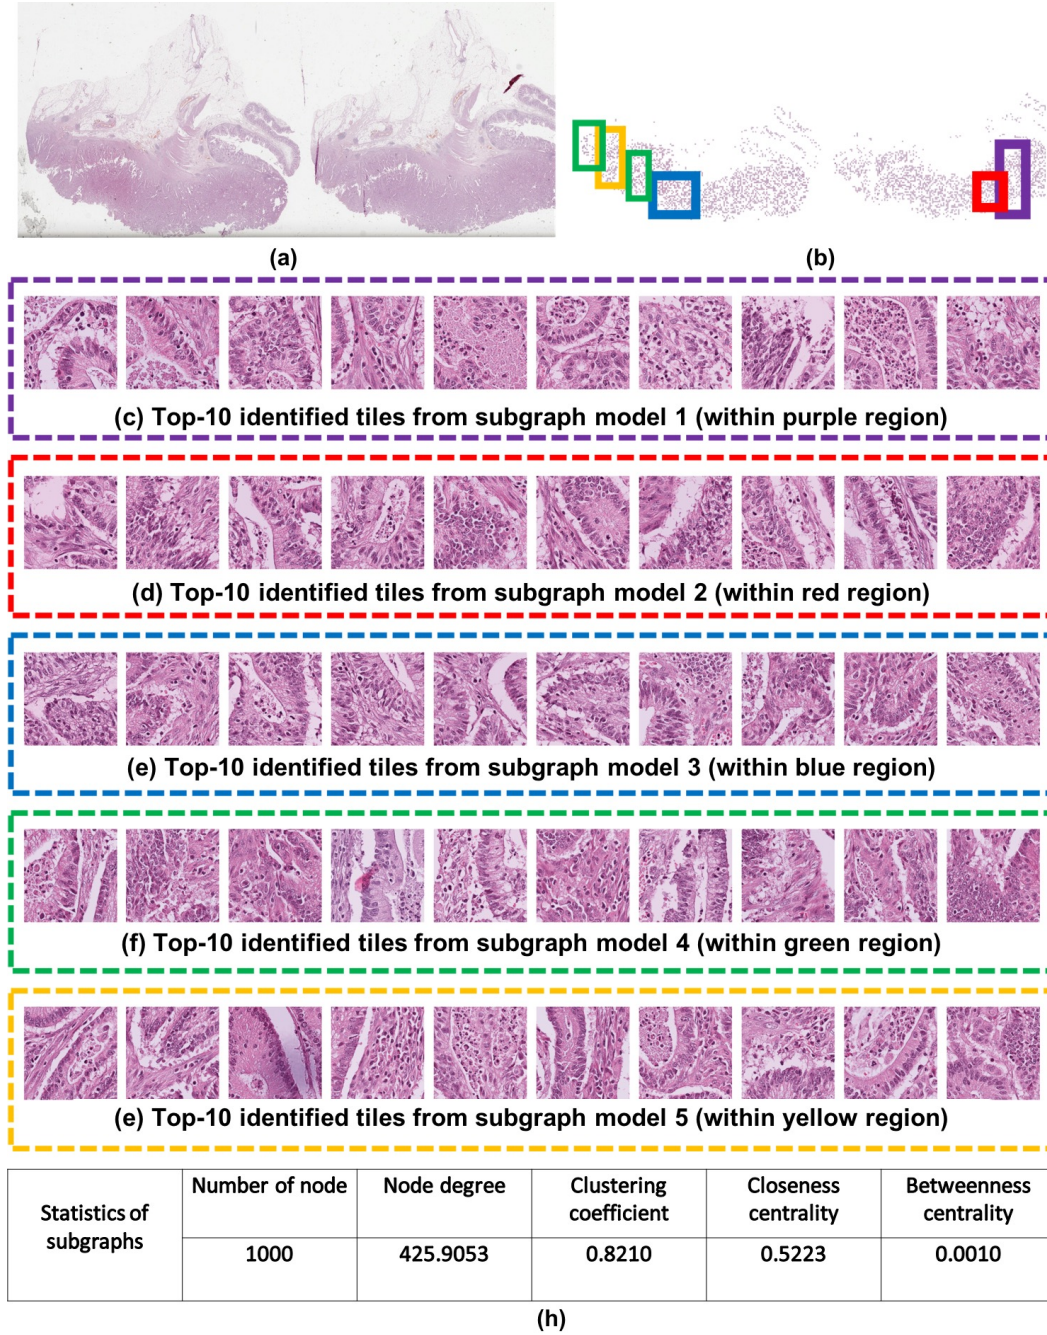 (a)
(b)
(c) Top-10 identified tiles from subgraph model 1 (within purple region)
(d) Top-10 identified tiles from subgraph model 2 (within red region)
(e) Top-10 identified tiles from subgraph model 3 (within blue region)
(f) Top-10 identified tiles from subgraph model 4 (within green region)
(e) Top-10 identified tiles from subgraph model 5 (within yellow region)
Statistics of
subgraphs
Number of node
Node degree
Clustering
coefficient
Closeness
centrality
Betweenness
centrality
1000
425.9053
0.8210
0.5223
0.0010
(h)